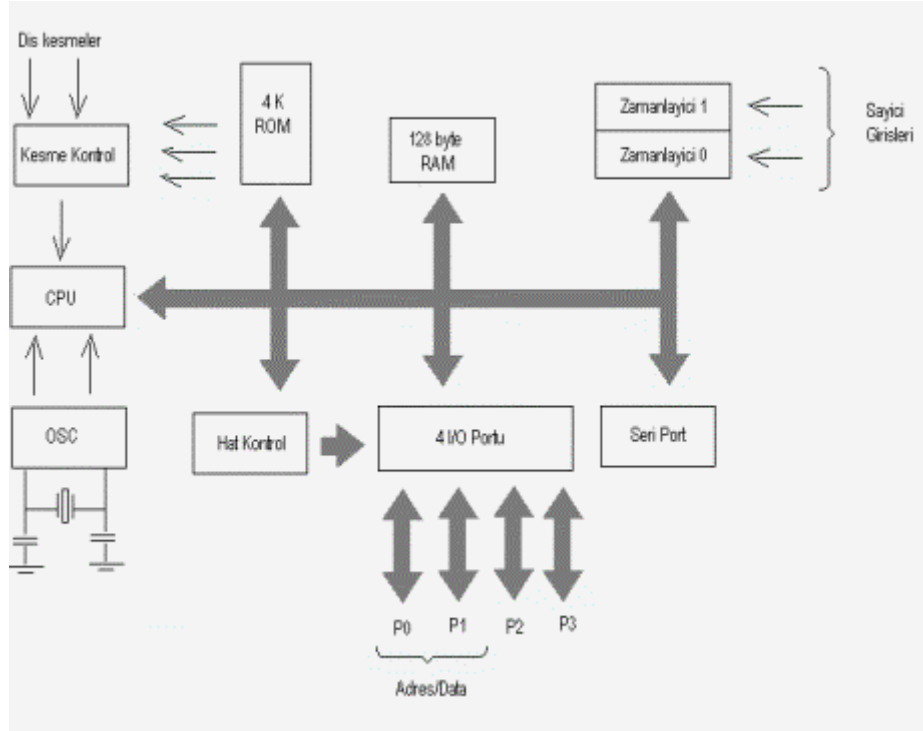 Dis kesmeler
4 K
ROM
Zamanlayici 1
Sayici
Girisleri
Kesme Kontrol
128 byte
RAM
Zamanlayici 0
CPU
OSC
Hat Kontrol
4 I/O Portu
Seri Port
P0
P1
P2
P3
Adres/Data